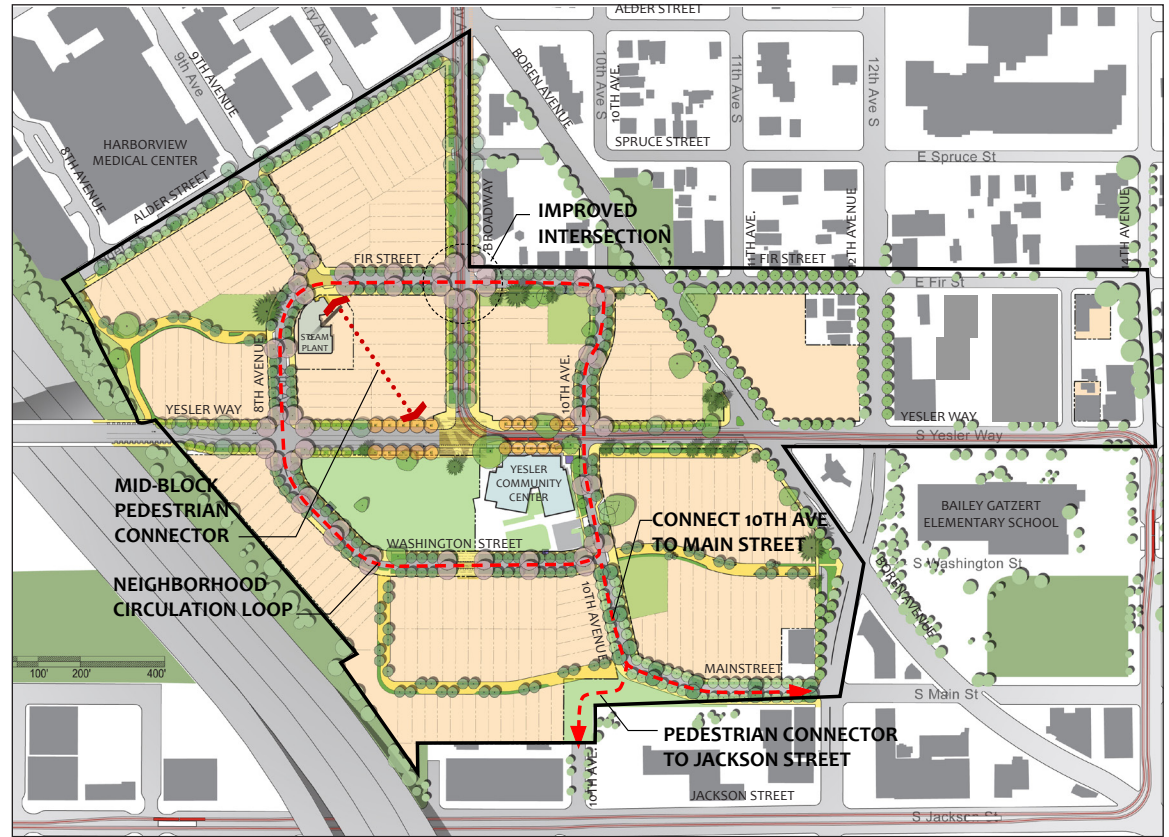 ALDER STREET
9TH AVENUE
9th Ave
BOREN AVENUE
10th Ave S
10TH AVE.
11th Ave S
12th Ave S
HARBORVIEW
MEDICAL CENTER
8TH AVENUE
ALDER STREET
SPRUCE STREET
E Spruce St
BROADWAY
IMPROVED
INTERSECTION
11TH AVE.
12TH AVENUE
14TH AVENUE
FIR STREET
FIR STREET
E Fir St
STEAM
PLANT
8TH AVENUE
10TH AVE.
YESLER WAY
YESLER WAY
S Yesler Way
YESLER
COMMUNITY
CENTER
MID-BLOCK
PEDESTRIAN
CONNECTOR
BAILEY GATZERT
ELEMENTARY SCHOOL
CONNECT 10TH AVE
TO MAIN STREET
WASHINGTON STREET
S Washington St
BOREN AVENUE
NEIGHBORHOOD
CIRCULATION LOOP
10TH AVENUE
100'
200'
400'
MAINSTREET
S Main St
PEDESTRIAN CONNECTOR
TO JACKSON STREET
10TH AVE.
JACKSON STREET
S Jackson St